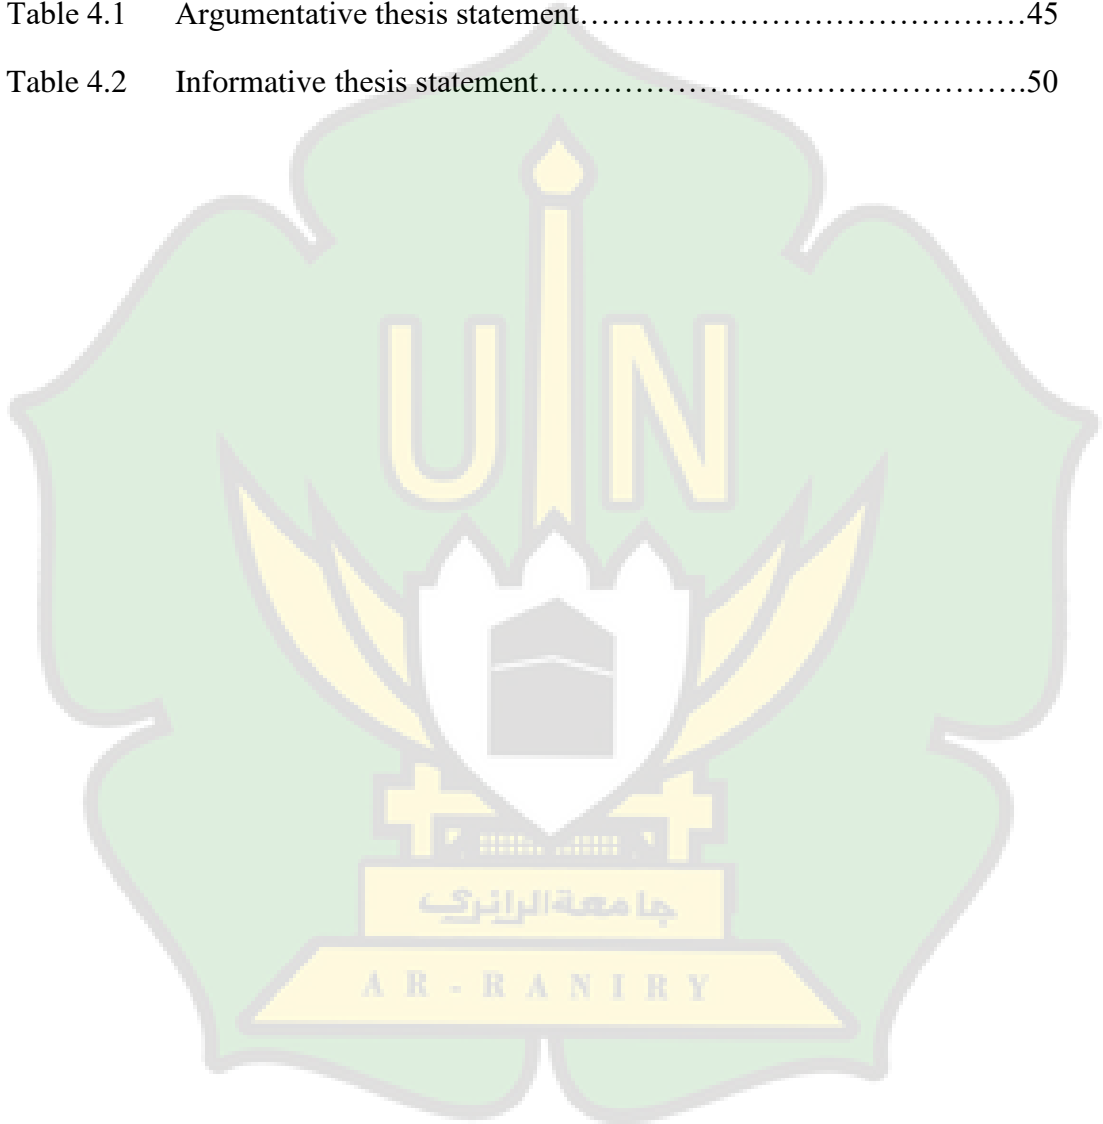 Table 4.1 Argumentative thesis statement……………………………………45
Table 4.2 Informative thesis statement……………………………………….50
UIN
جامعة الرانري
AR-RANIRY